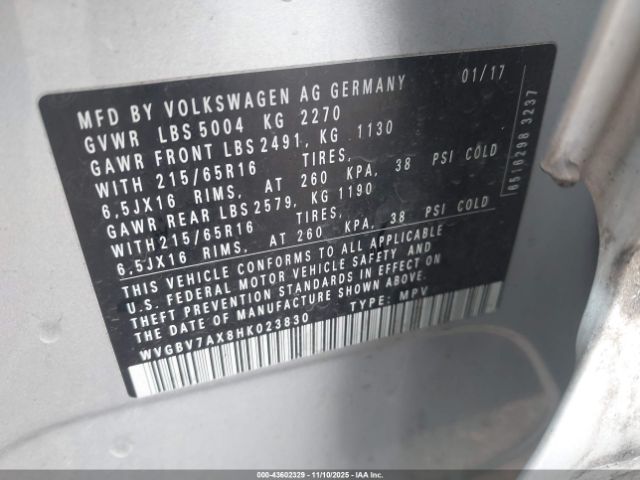 MFD BY VOLKSWAGEN AG GERMANY 01/17
GVWR LBS 5004 KG 2270
GAWR FRONT LBS 2491, KG 1130
WITH 215/65R16 TIRES,
6,5JX16 RIMS, AT 260 KPA, 38 PSI COLD
GAWR REAR LBS 2579, KG 1190
WITH 215/65R16 TIRES,
6,5JX16 RIMS, AT 260 KPA, 38 PSI COLD
THIS VEHICLE CONFORMS TO ALL APPLICABLE
U.S. FEDERAL MOTOR VEHICLE SAFETY AND
THEFT PREVENTION STANDARDS IN EFFECT ON
THE DATE OF MANUFACTURE SHOWN ABOVE.
WVGBV7AX8HK023830 TYPE: MPV
6510298 3237
000-43602329 - 11/10/2025 - IAAI.COM